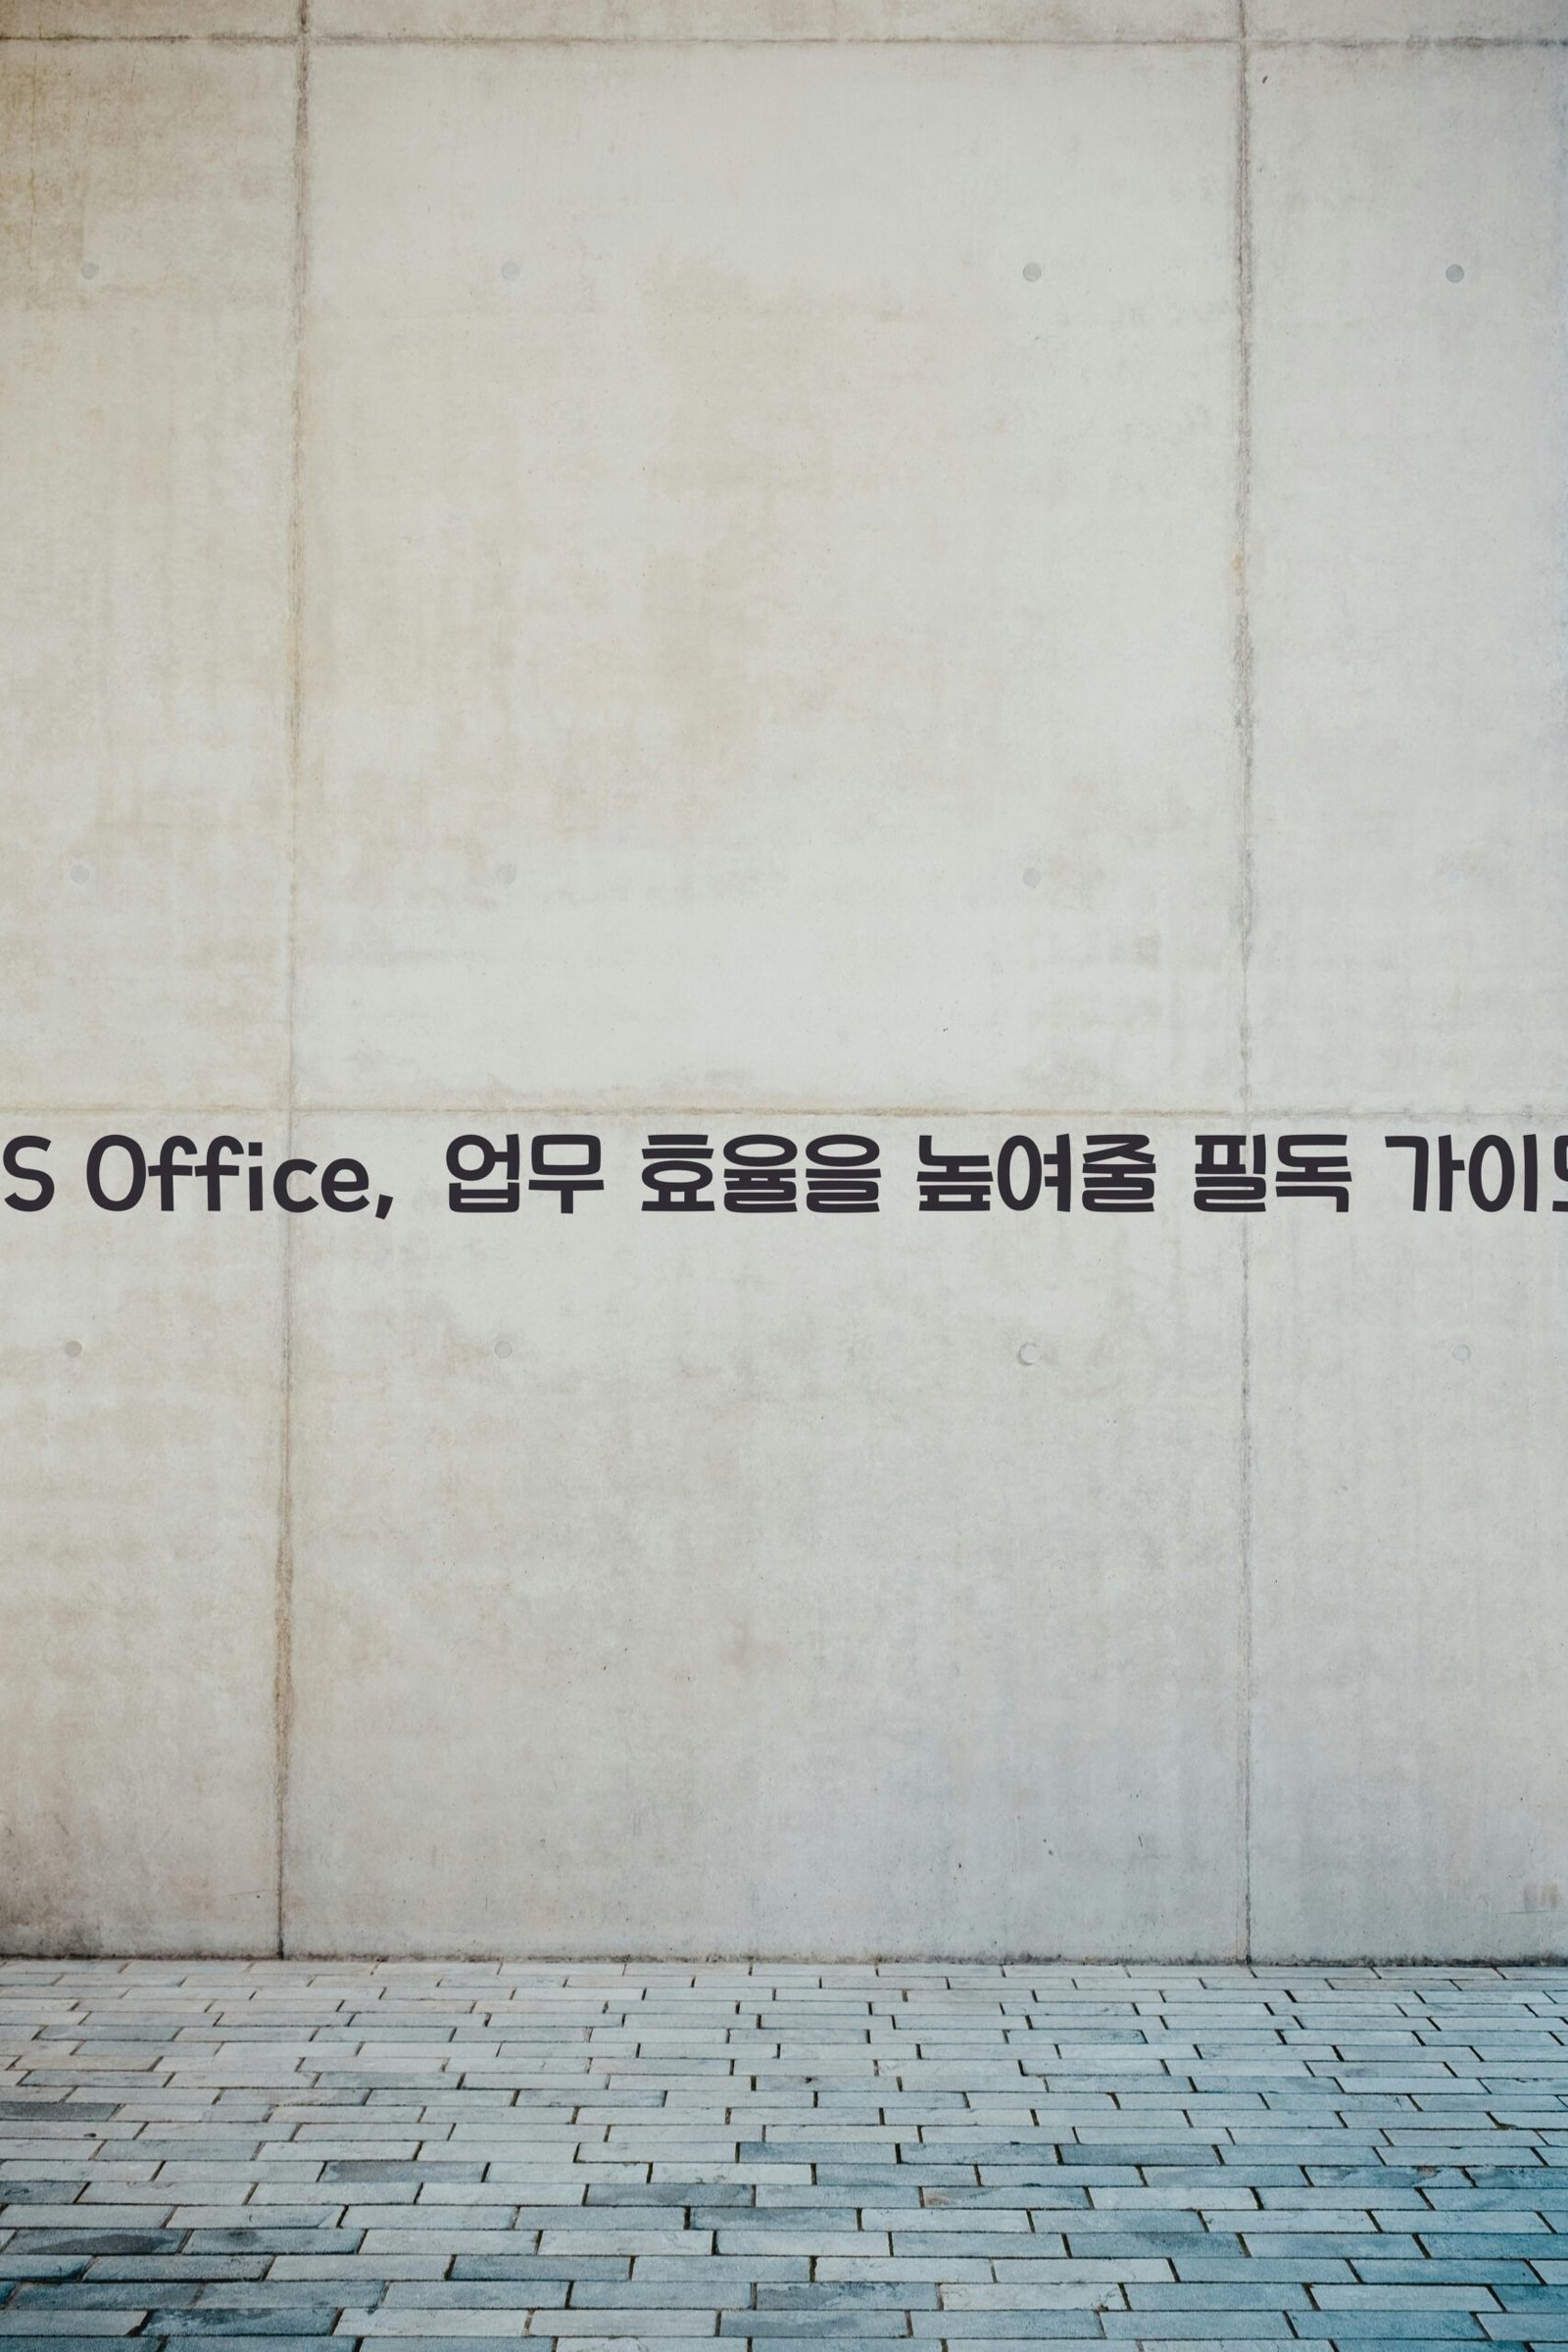 S Office, 업무 효율을 높여줄 필독 가이